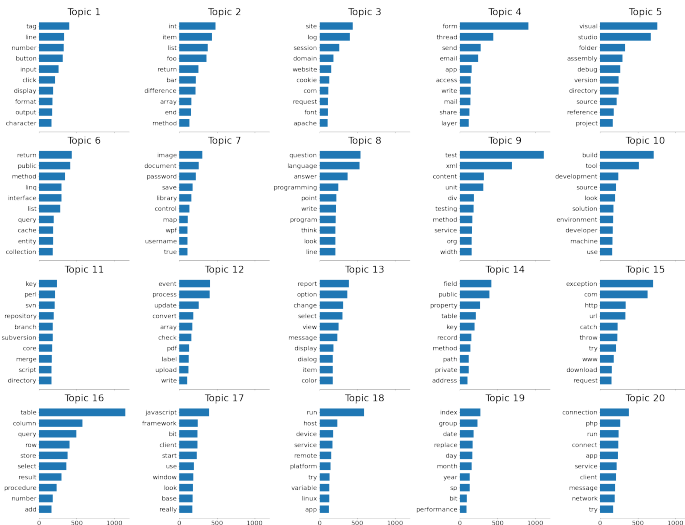 Topic 1
tag
line
number
button
input
click
display
format
output
character
Topic 2
int
item
list
foo
return
bar
difference
array
end
method
Topic 3
site
log
session
domain
website
cookie
com
request
font
apache
Topic 4
form
thread
send
email
app
access
write
mail
share
layer
Topic 5
visual
studio
folder
assembly
debug
version
directory
source
reference
project
Topic 6
return
public
method
linq
interface
list
query
cache
entity
collection
Topic 7
image
document
password
save
library
control
map
wpf
username
true
Topic 8
question
language
answer
programming
point
write
program
think
look
line
Topic 9
test
xml
content
unit
div
testing
method
service
org
width
Topic 10
build
tool
development
source
look
solution
environment
developer
machine
use
Topic 11
key
perl
svn
repository
branch
subversion
core
merge
script
directory
Topic 12
event
process
update
convert
array
check
pdf
label
upload
write
Topic 13
report
option
change
select
view
message
display
dialog
item
color
Topic 14
field
public
property
table
key
record
method
path
private
address
Topic 15
exception
com
http
url
catch
throw
try
www
download
request
Topic 16
table
column
query
row
store
select
result
procedure
number
add
0 500 1000
Topic 17
javascript
framework
bit
client
start
use
window
look
base
really
0 500 1000
Topic 18
run
host
device
service
remote
platform
try
variable
linux
app
0 500 1000
Topic 19
index
group
date
replace
day
month
year
sp
bit
performance
0 500 1000
Topic 20
connection
php
run
connect
app
service
client
message
network
try
0 500 1000